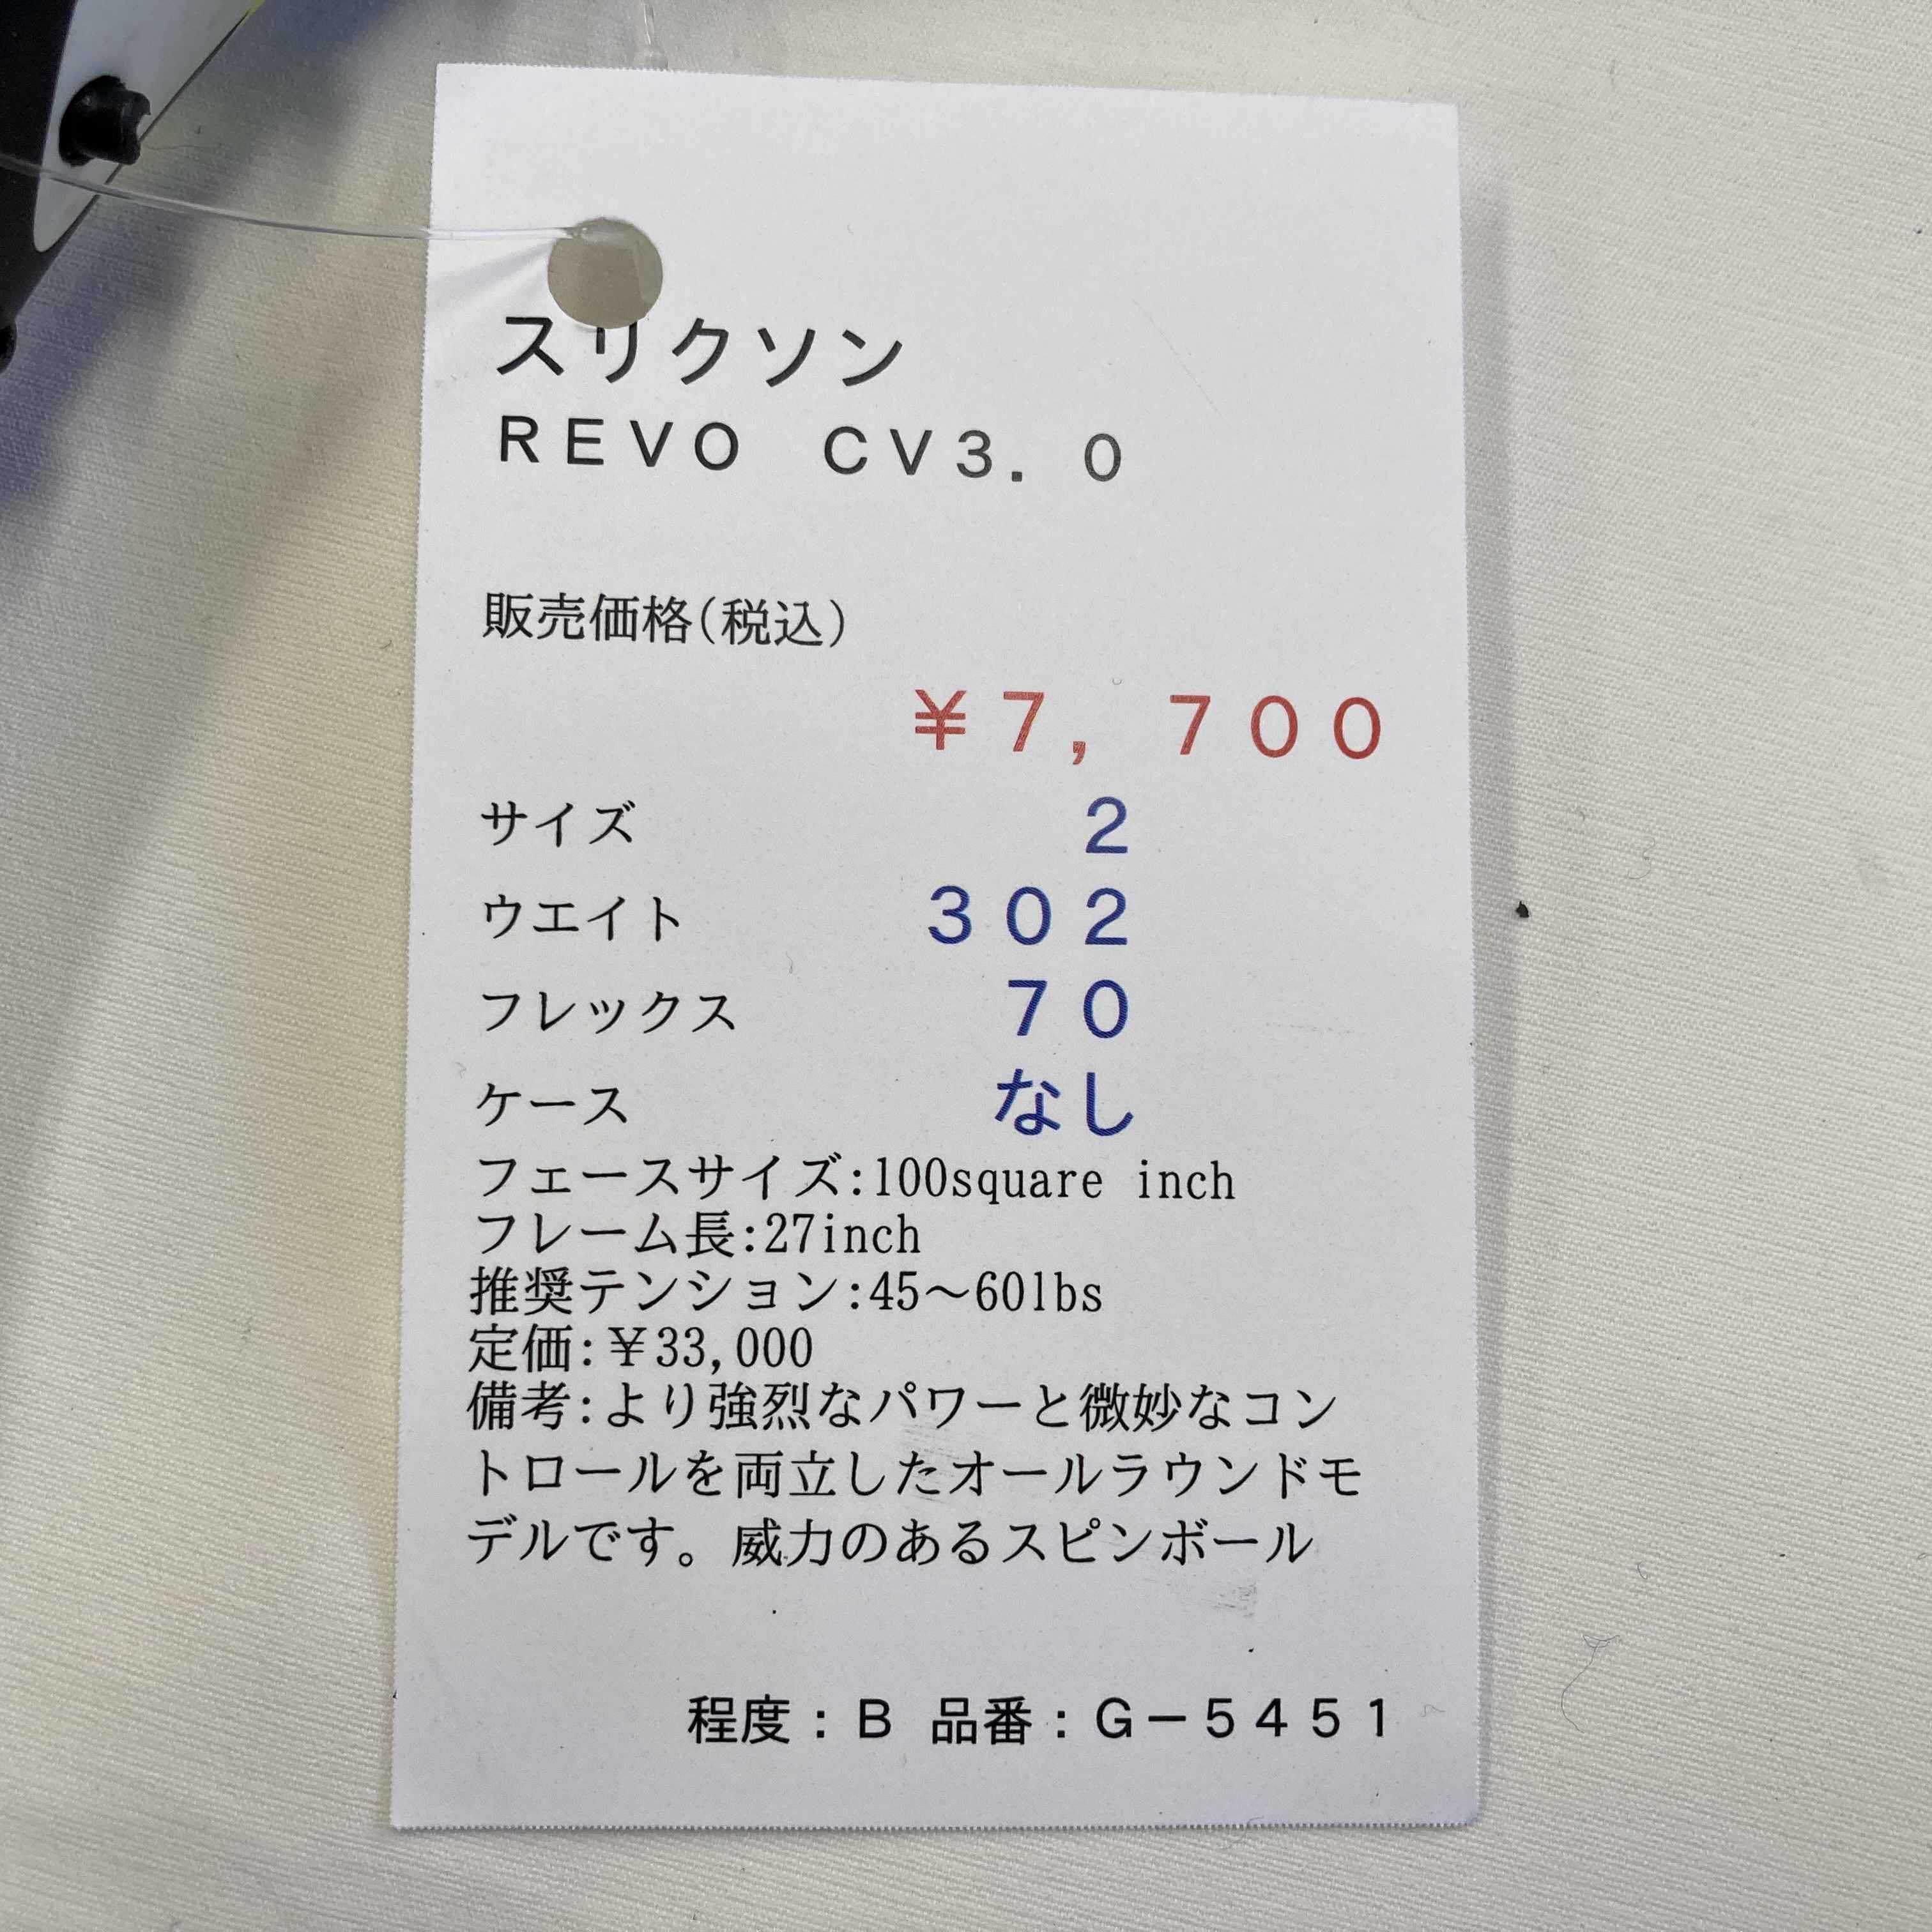 スリクソン
REVO CV3.0
販売価格(税込)
¥7,700
サイズ 2
ウエイト 302
フレックス 70
ケース なし
フェースサイズ:100square inch
フレーム長:27inch
推奨テンション:45～60lbs
定価:¥33,000
備考:より強烈なパワーと微妙なコン
トロールを両立したオールラウンドモ
デルです。威力のあるスピンボール
程度:B 品番:G－5451